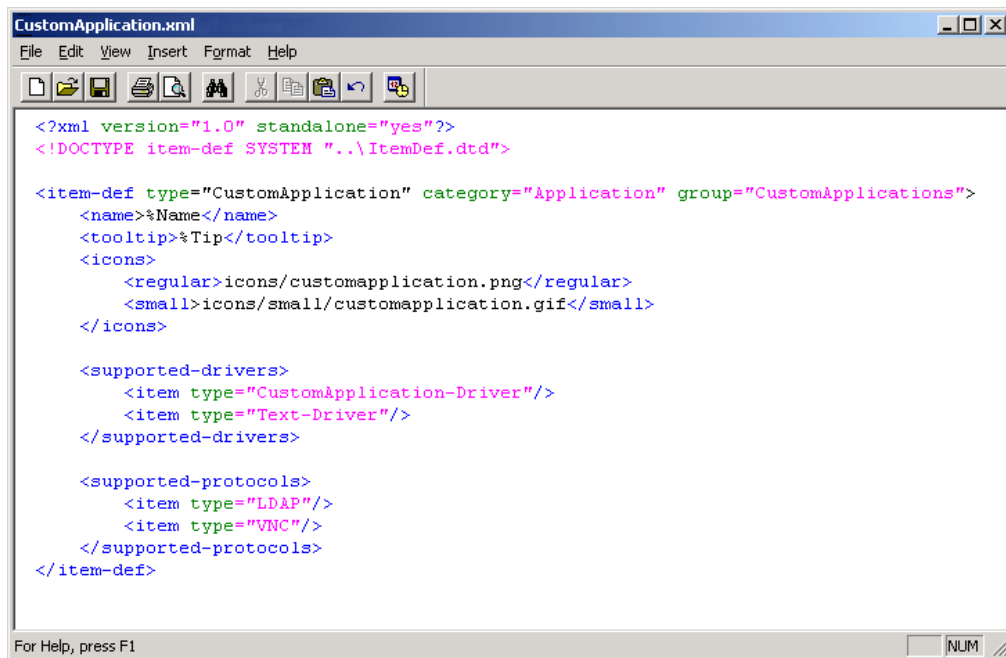 CustomApplication.xml
File Edit View Insert Format Help
<?xml version="1.0" standalone="yes"?>
<!DOCTYPE item-def SYSTEM "..\ItemDef.dtd">
<item-def type="CustomApplication" category="Application" group="CustomApplications">
<name>%Name</name>
<tooltip>%Tip</tooltip>
<icons>
<regular>icons/customapplication.png</regular>
<small>icons/small/customapplication.gif</small>
</icons>
<supported-drivers>
<item type="CustomApplication-Driver"/>
<item type="Text-Driver"/>
</supported-drivers>
<supported-protocols>
<item type="LDAP"/>
<item type="VNC"/>
</supported-protocols>
</item-def>
For Help, press F1
NUM